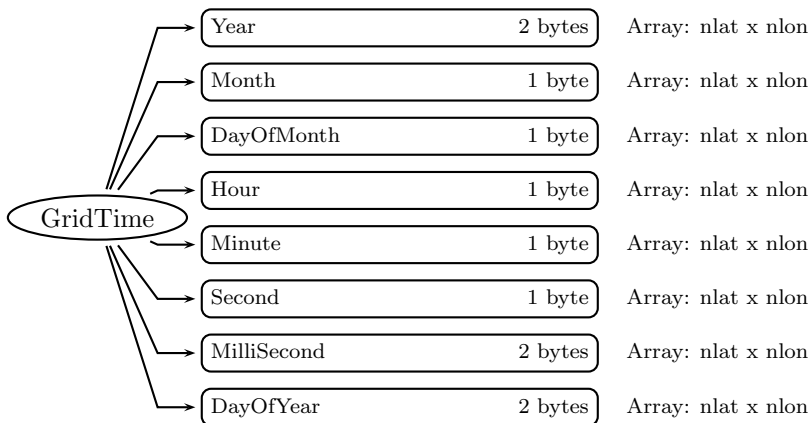 Year 2 bytes Array: nlat x nlon
Month 1 byte Array: nlat x nlon
DayOfMonth 1 byte Array: nlat x nlon
Hour 1 byte Array: nlat x nlon
GridTime
Minute 1 byte Array: nlat x nlon
Second 1 byte Array: nlat x nlon
MilliSecond 2 bytes Array: nlat x nlon
DayOfYear 2 bytes Array: nlat x nlon